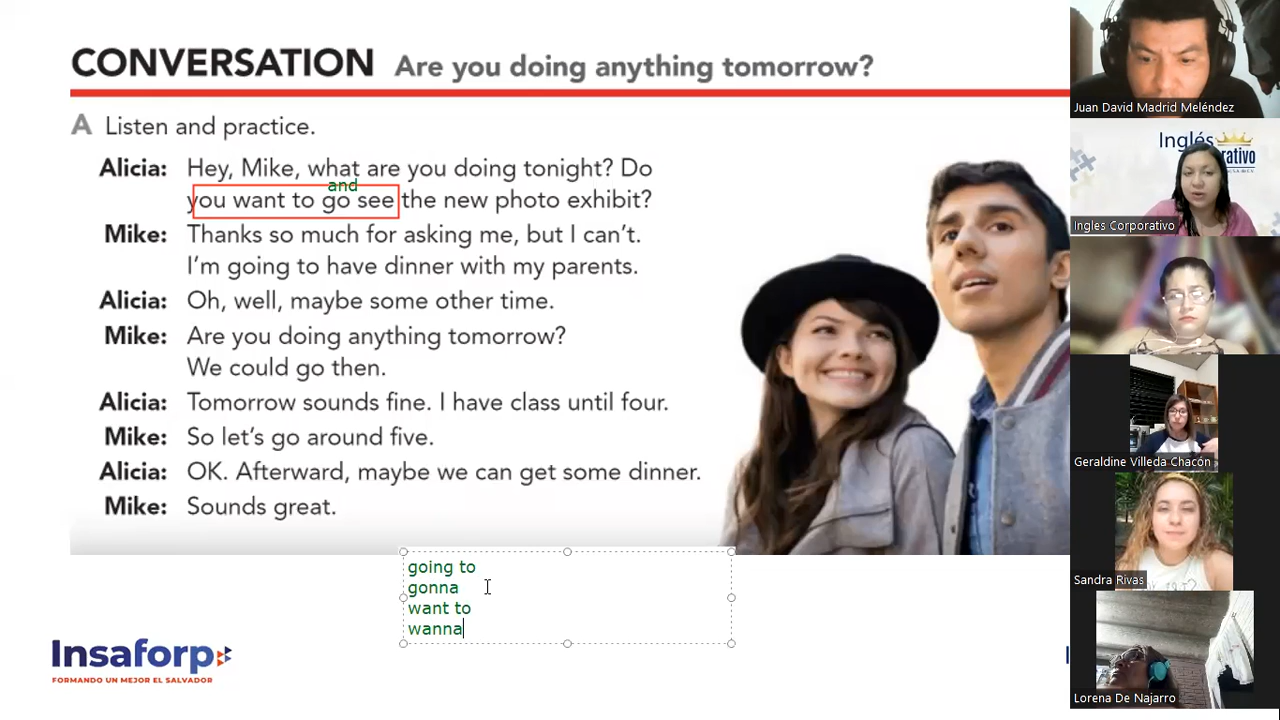 CONVERSATION Are you doing anything tomorrow?
A Listen and practice.
Alicia: Hey, Mike, what are you doing tonight? Do
and
you want to go see the new photo exhibit?
Mike: Thanks so much for asking me, but I can't.
I'm going to have dinner with my parents.
Alicia: Oh, well, maybe some other time.
Mike: Are you doing anything tomorrow?
We could go then.
Alicia: Tomorrow sounds fine. I have class until four.
Mike: So let's go around five.
Alicia: OK. Afterward, maybe we can get some dinner.
Mike: Sounds great.
going to
gonna
want to
wanna
Insaforp
FORMANDO UN MEJOR EL SALVADOR
Juan David Madrid Meléndez
Inglés
Ingles Corporativo
Geraldine Villeda Chacón
Sandra Rivas
Lorena De Najarro